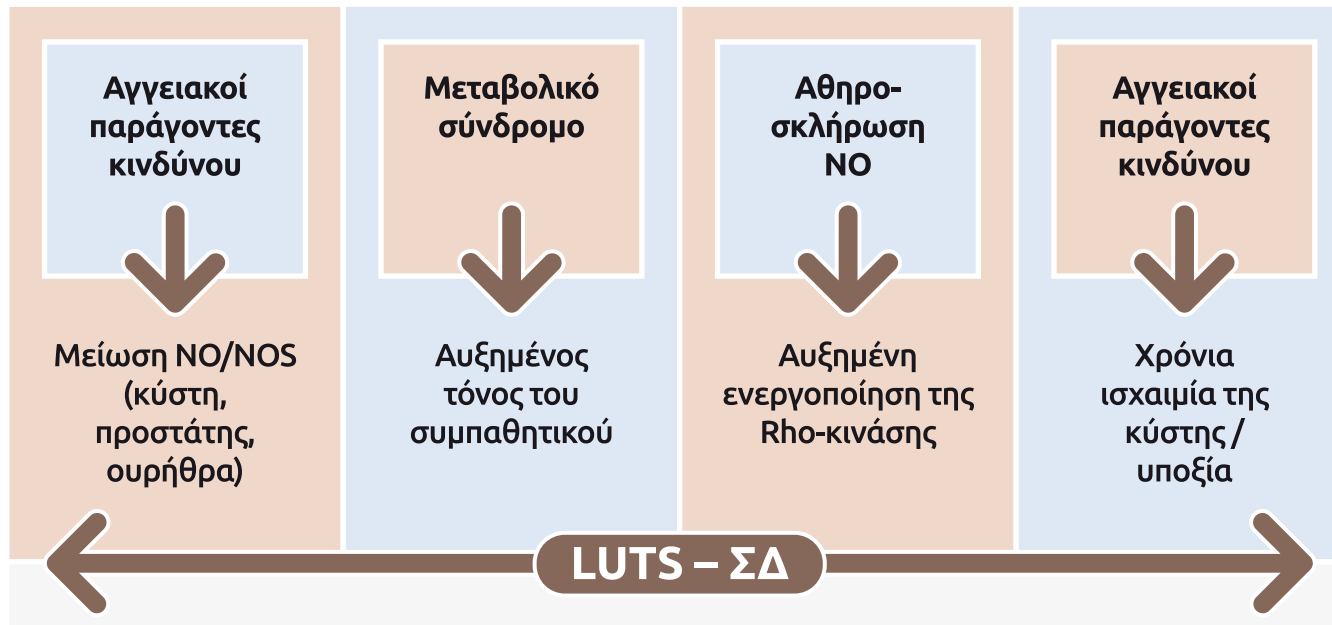 Αγγειακοί
παράγοντες
κινδύνου
Μείωση NO/NOS
(κύστη,
προστάτης,
ουρήθρα)
Μεταβολικό
σύνδρομο
Αυξημένος
τόνος του
συμπαθητικού
Αθηρο-
σκλήρωση
NO
Αυξημένη
ενεργοποίηση της
Rho-κινάσης
Αγγειακοί
παράγοντες
κινδύνου
Χρόνια
ισχαιμία της
κύστης /
υποξία
LUTS – ΣΔ